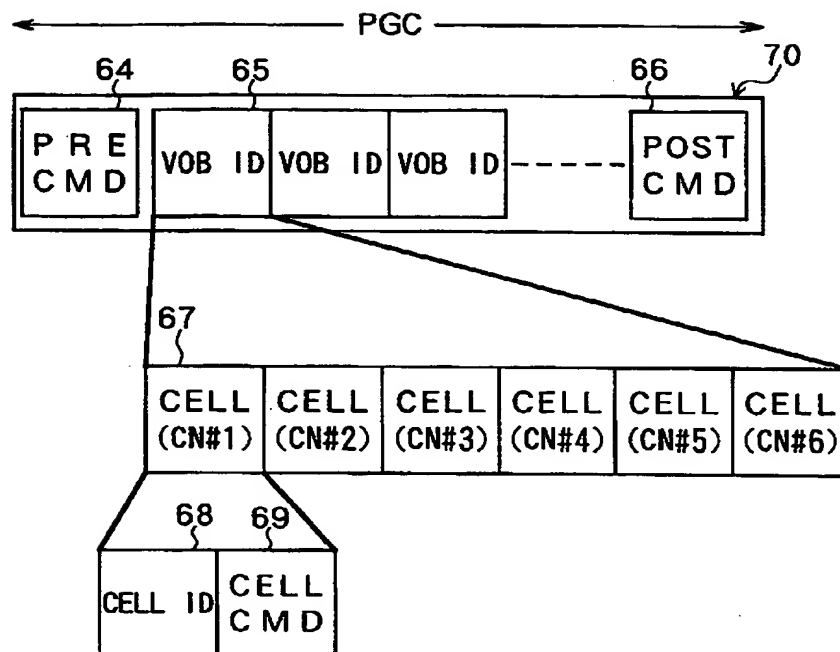 PGC
64 65 66 70
PRE CMD VOB ID VOB ID VOB ID POST CMD
67
CELL (CN#1) CELL (CN#2) CELL (CN#3) CELL (CN#4) CELL (CN#5) CELL (CN#6)
68 69
CELL ID CELL CMD